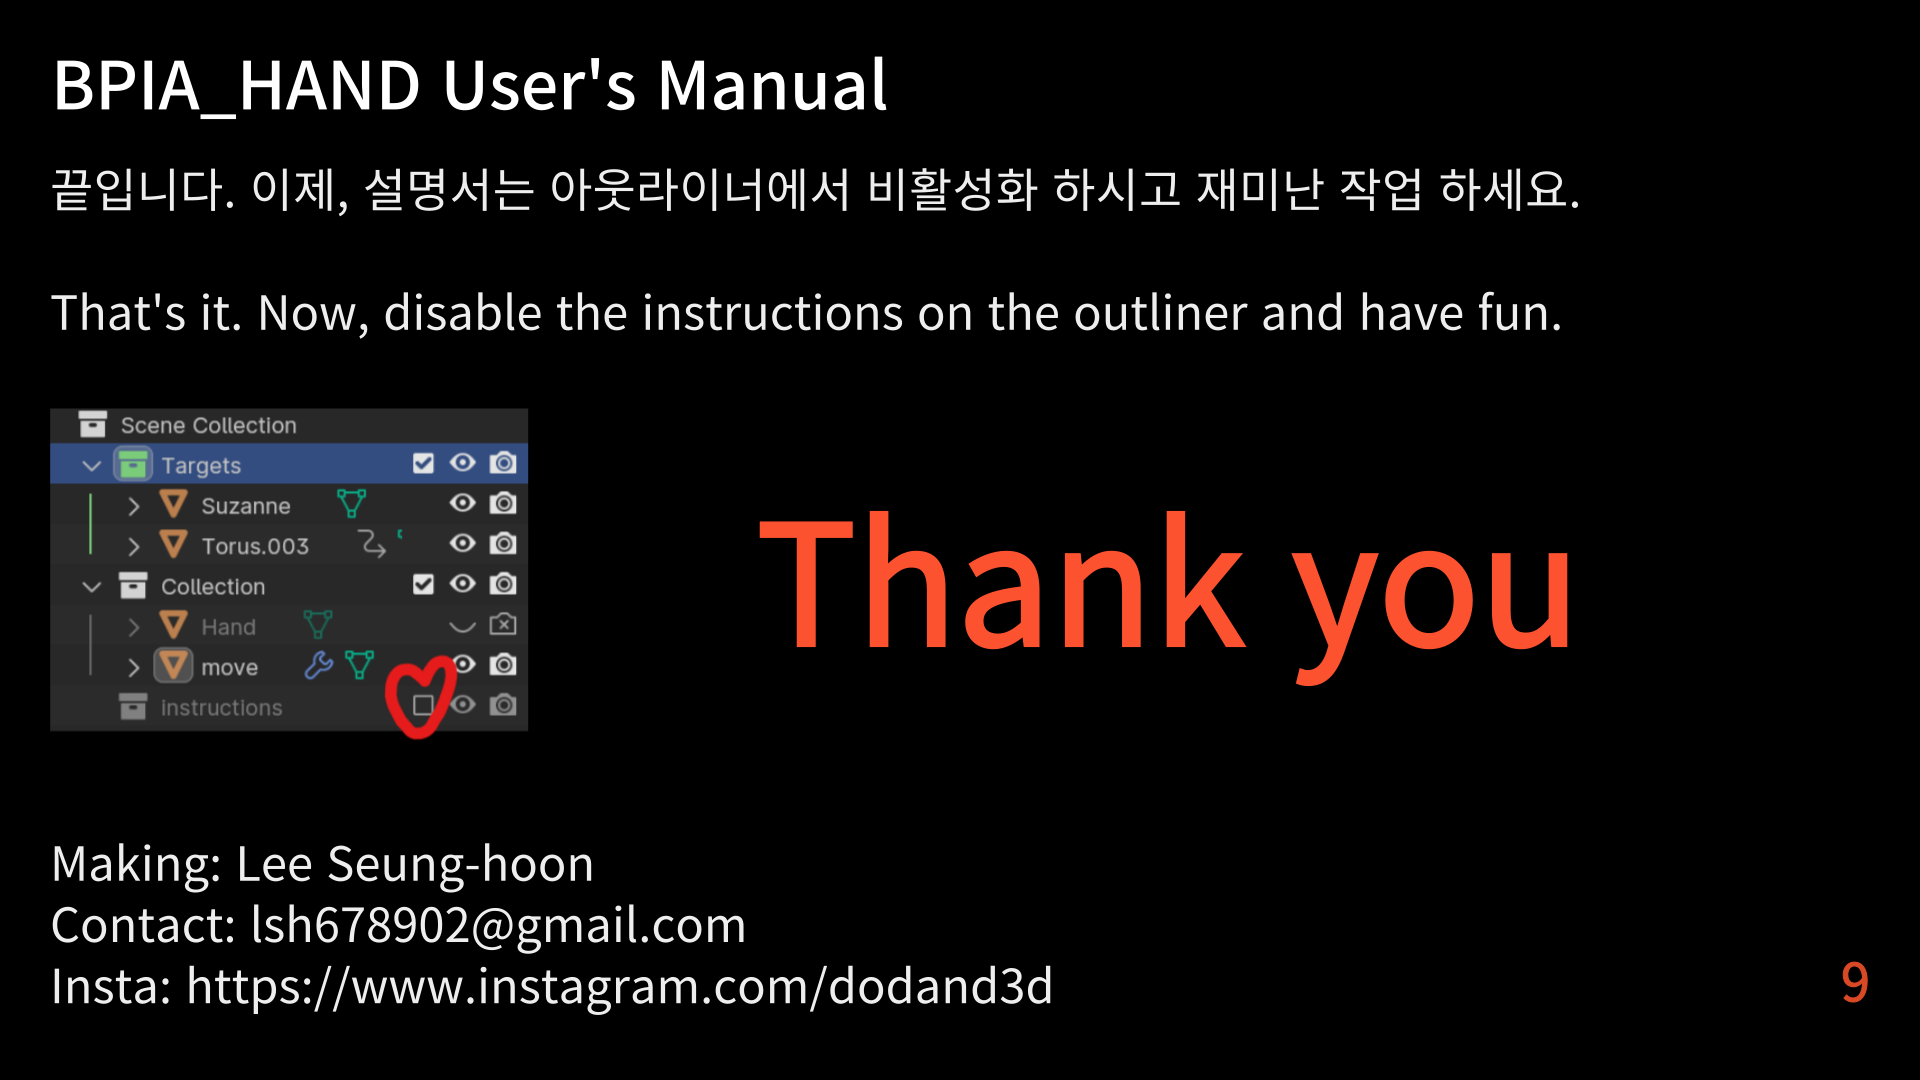 BPIA_HAND User's Manual
끝입니다. 이제, 설명서는 아웃라이너에서 비활성화 하시고 재미난 작업 하세요.
That's it. Now, disable the instructions on the outliner and have fun.
Scene Collection
Targets
Suzanne
Torus.003
Collection
Hand
move
instructions
Thank you
Making: Lee Seung-hoon
Contact: lsh678902@gmail.com
Insta: https://www.instagram.com/dodand3d
9